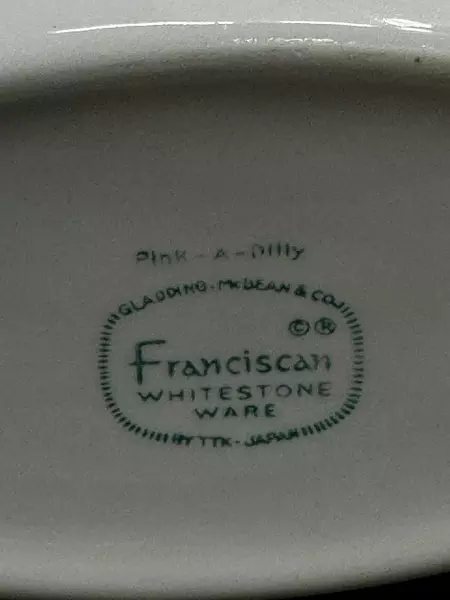 Pink-A-Dilly
GLADDING-McBEAN & CO.
© ®
Franciscan
WHITESTONE
WARE
BY TTK-JAPAN